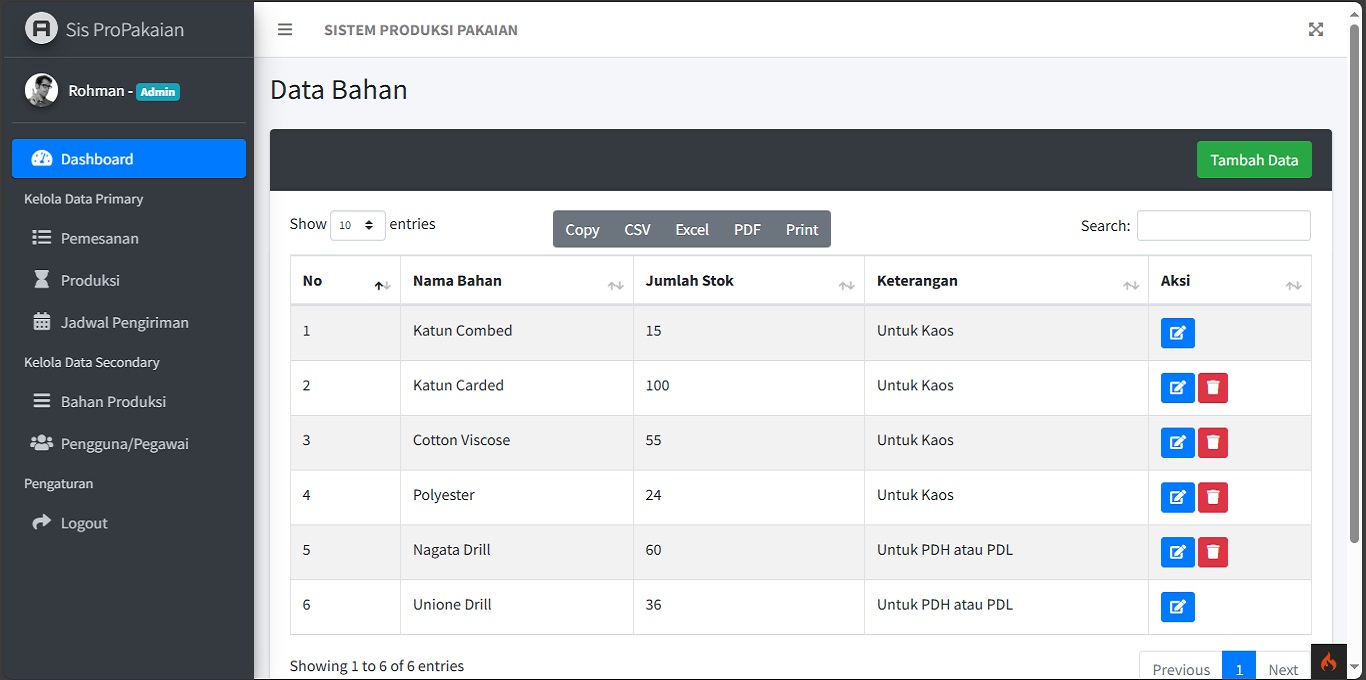 Sis ProPakaian
SISTEM PRODUKSI PAKAIAN
Rohman - Admin
Dashboard
Kelola Data Primary
Pemesanan
Produksi
Jadwal Pengiriman
Kelola Data Secondary
Bahan Produksi
Pengguna/Pegawai
Pengaturan
Logout
Data Bahan
Tambah Data
Show 10 entries
Copy CSV Excel PDF Print
Search:
No Nama Bahan Jumlah Stok Keterangan Aksi
1 Katun Combed 15 Untuk Kaos
2 Katun Carded 100 Untuk Kaos
3 Cotton Viscose 55 Untuk Kaos
4 Polyester 24 Untuk Kaos
5 Nagata Drill 60 Untuk PDH atau PDL
6 Unione Drill 36 Untuk PDH atau PDL
Showing 1 to 6 of 6 entries
Previous 1 Next